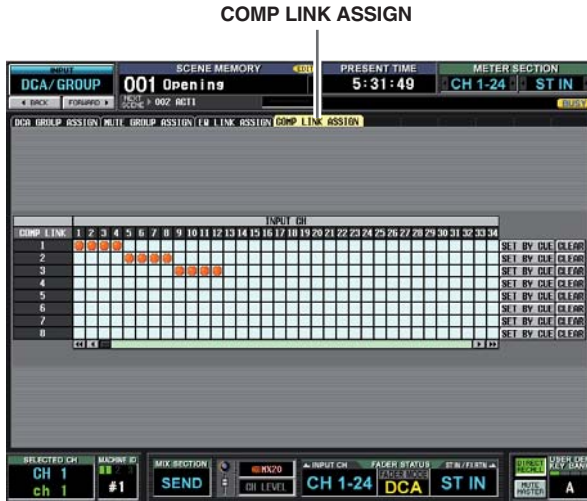 COMP LINK ASSIGN
INPUT SCENE MEMORY EDIT PRESENT TIME METER SECTION
DCA/GROUP 001 Opening 5:31:49 CH 1-24 ST IN
BACK FORWARD NEXT SCENE 002 ACT1 BUSY
DCA GROUP ASSIGN MUTE GROUP ASSIGN EQ LINK ASSIGN COMP LINK ASSIGN
INPUT CH
COMP LINK 1 2 3 4 5 6 7 8 9 10 11 12 13 14 15 16 17 18 19 20 21 22 23 24 25 26 27 28 29 30 31 32 33 34
1 SET BY CUE CLEAR
2 SET BY CUE CLEAR
3 SET BY CUE CLEAR
4 SET BY CUE CLEAR
5 SET BY CUE CLEAR
6 SET BY CUE CLEAR
7 SET BY CUE CLEAR
8 SET BY CUE CLEAR
SELECTED CH MACHINE ID MIX SECTION MX20 INPUT CH FADER STATUS ST IN/FX RTN DIRECT RECALL USER DEF KEY BANK
CH 1 2 3 SEND CH 1-24 FADER MODE DCA ST IN
ch 1 #1 CH LEVEL MUTE MASTER A